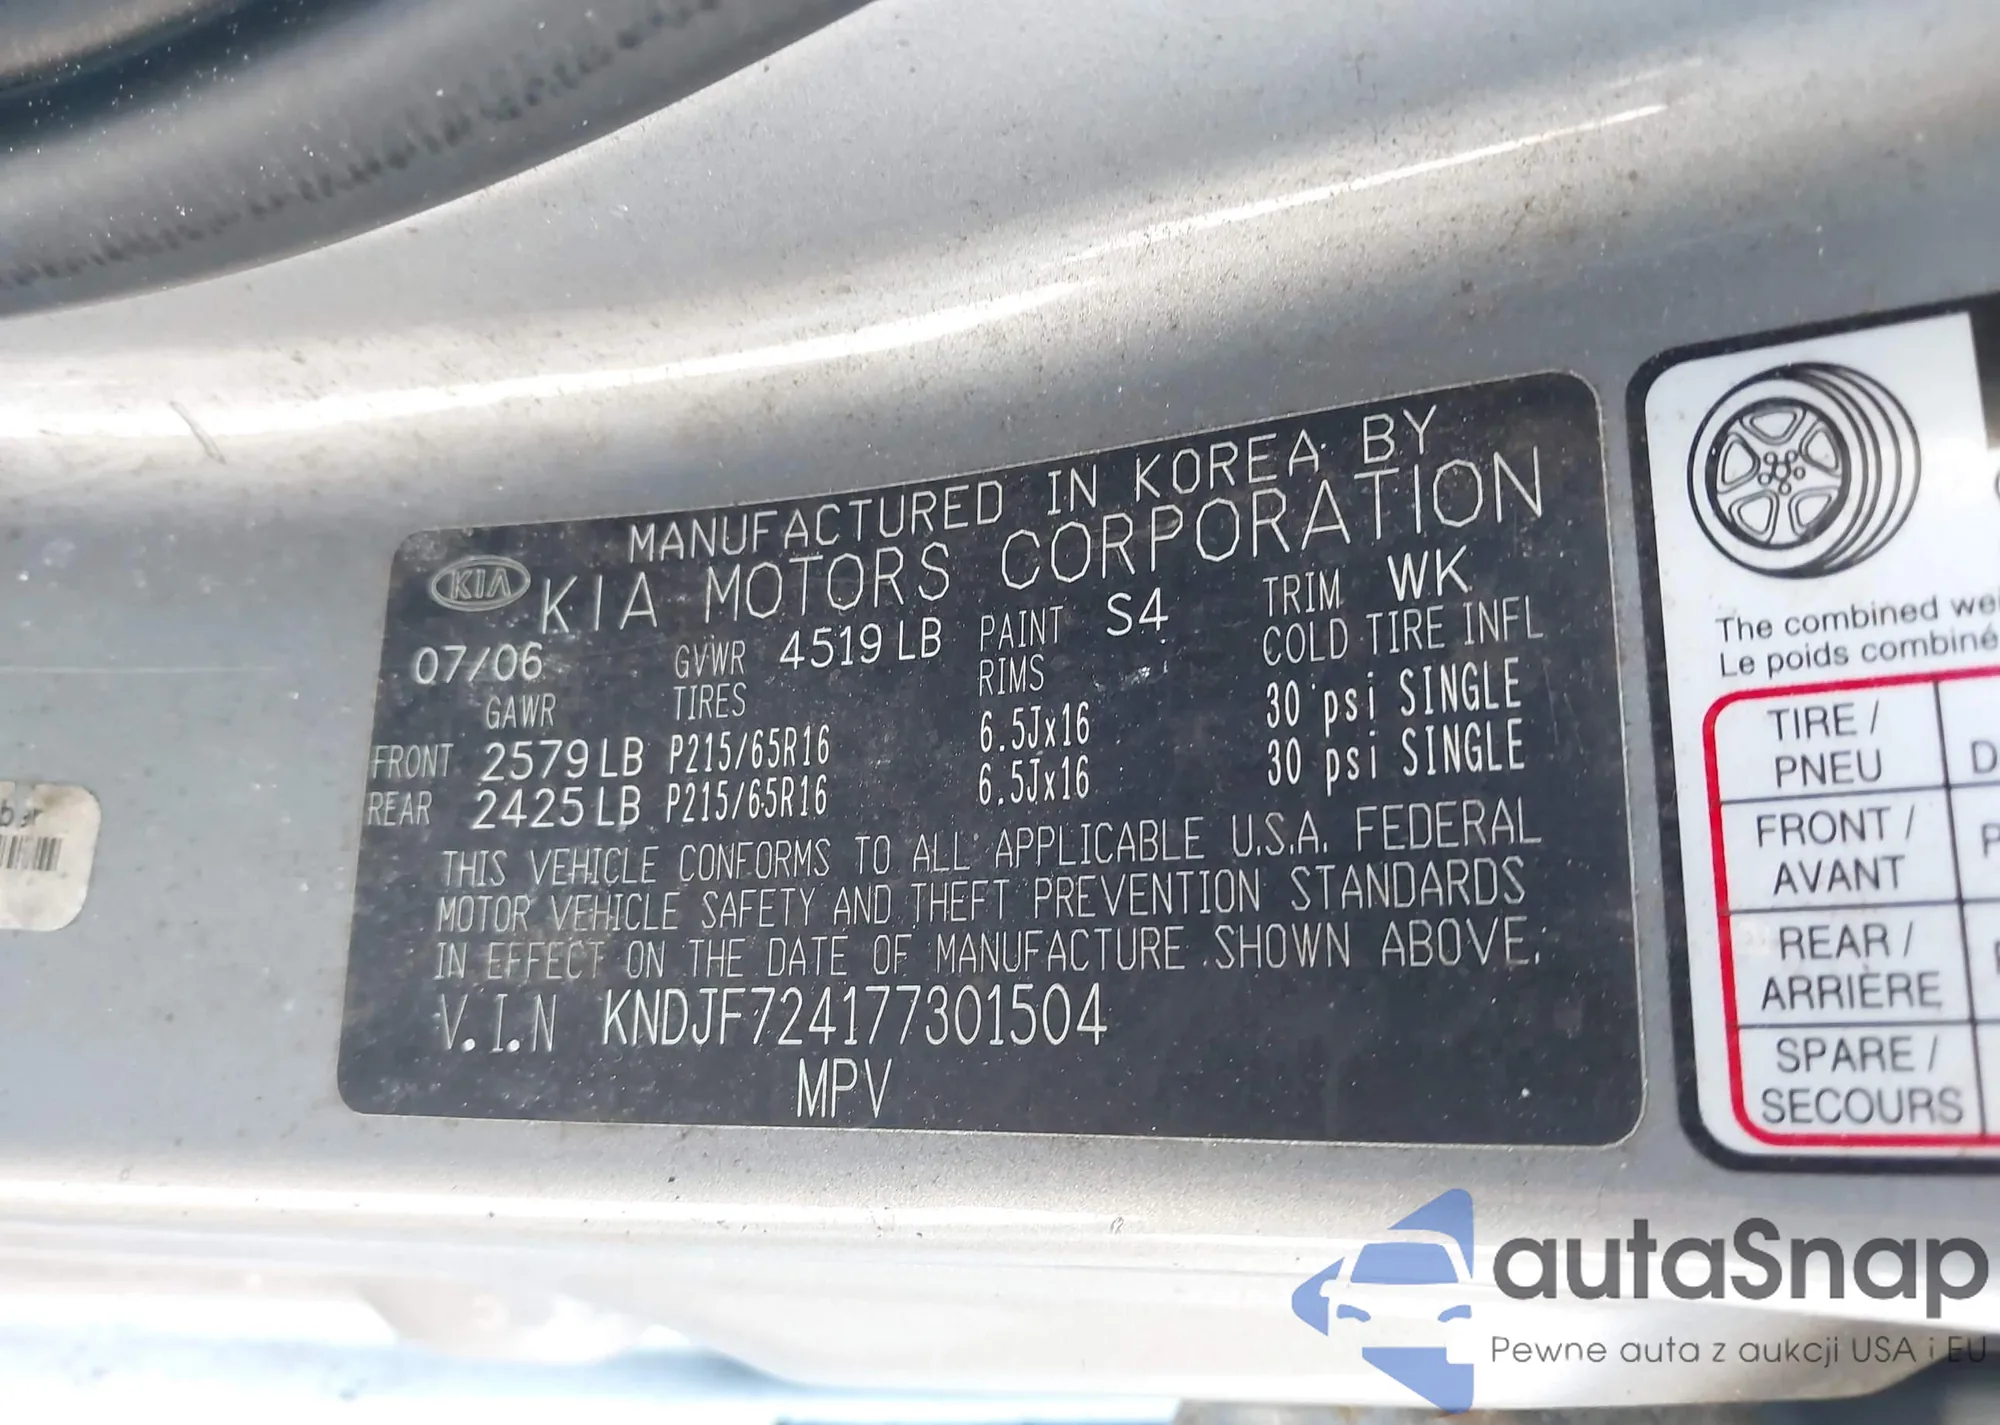 MANUFACTURED IN KOREA BY
KIA KIA MOTORS CORPORATION
07/06 GVWR 4519 LB PAINT S4 TRIM WK
GAWR TIRES RIMS COLD TIRE INFL
FRONT 2579 LB P215/65R16 6.5Jx16 30 psi SINGLE
REAR 2425 LB P215/65R16 6.5Jx16 30 psi SINGLE
THIS VEHICLE CONFORMS TO ALL APPLICABLE U.S.A. FEDERAL
MOTOR VEHICLE SAFETY AND THEFT PREVENTION STANDARDS
IN EFFECT ON THE DATE OF MANUFACTURE SHOWN ABOVE.
V.I.N KNDJF724177301504
MPV
The combined
Le poids combiné
TIRE /
PNEU
FRONT /
AVANT
REAR /
ARRIÈRE
SPARE /
SECOURS
autaSnap
Pewne auta z aukcji USA i EU